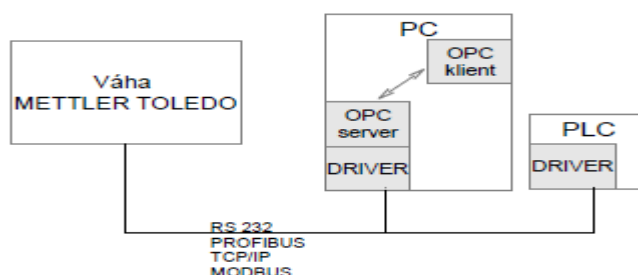 Váha
METTLER TOLEDO
PC
OPC
klient
OPC
server
DRIVER
PLC
DRIVER
RS 232
PROFIBUS
TCP/IP
MODBUS